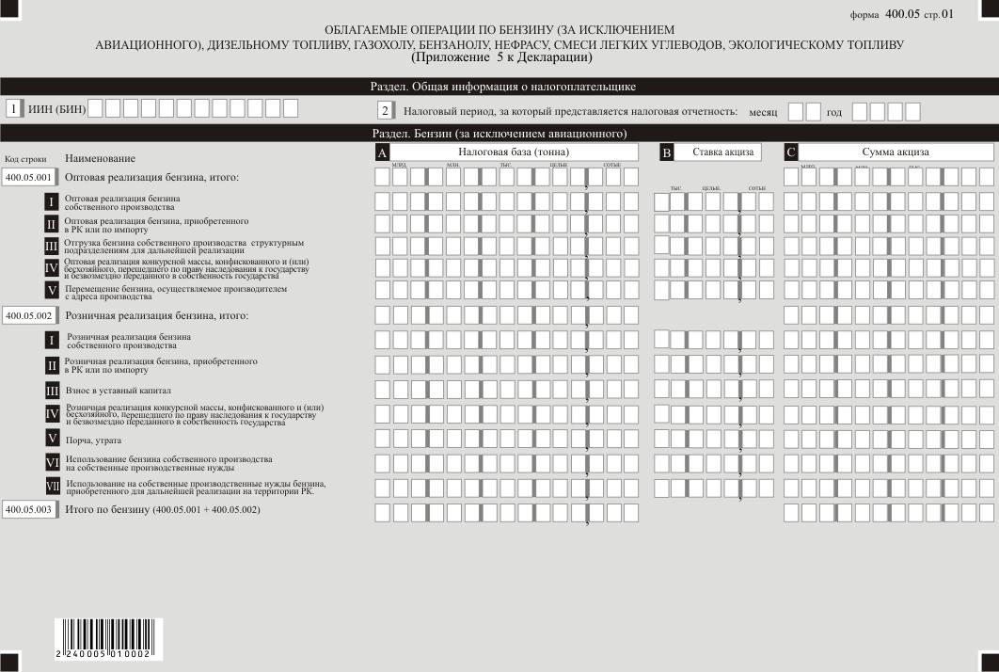 форма 400.05 стр.01
ОБЛАГАЕМЫЕ ОПЕРАЦИИ ПО БЕНЗИНУ (ЗА ИСКЛЮЧЕНИЕМ
АВИАЦИОННОГО), ДИЗЕЛЬНОМУ ТОПЛИВУ, ГАЗОХОЛУ, БЕНЗАНОЛУ, НЕФРАСУ, СМЕСИ ЛЕГКИХ УГЛЕВОДОВ, ЭКОЛОГИЧЕСКОМУ ТОПЛИВУ
(Приложение 5 к Декларации)
Раздел. Общая информация о налогоплательщике
1 ИИН (БИН) 2 Налоговый период, за который представляется налоговая отчетность: месяц год
Раздел. Бензин (за исключением авиационного)
Код строки Наименование A Налоговая база (тонна) B Ставка акциза C Сумма акциза
МЛРД. МЛН. ТЫС. ЦЕЛЫЕ СОТЫЕ МЛРД. МЛН. ТЫС.
400.05.001 Оптовая реализация бензина, итого: ,
ТЫС. ЦЕЛЫЕ. СОТЫЕ
I Оптовая реализация бензина
собственного производства , ,
II Оптовая реализация бензина, приобретенного
в РК или по импорту , ,
III Отгрузка бензина собственного производства структурным
подразделениям для дальнейшей реализации , ,
IV Оптовая реализация конкурсной массы, конфискованного и (или)
бесхозяйного, перешедшего по праву наследования к государству
и безвозмездно переданного в собственность государства , ,
V Перемещение бензина, осуществляемое производителем
с адреса производства , ,
400.05.002 Розничная реализация бензина, итого: ,
I Розничная реализация бензина
собственного производства , ,
II Розничная реализация бензина, приобретенного
в РК или по импорту , ,
III Взнос в уставный капитал , ,
IV Розничная реализация конкурсной массы, конфискованного и (или)
бесхозяйного, перешедшего по праву наследования к государству
и безвозмездно переданного в собственность государства , ,
V Порча, утрата , ,
VI Использование бензина собственного производства
на собственные производственные нужды , ,
VII Использование на собственные производственные нужды бензина,
приобретенного для дальнейшей реализации на территории РК. , ,
400.05.003 Итого по бензину (400.05.001 + 400.05.002) ,
2 240005 010002